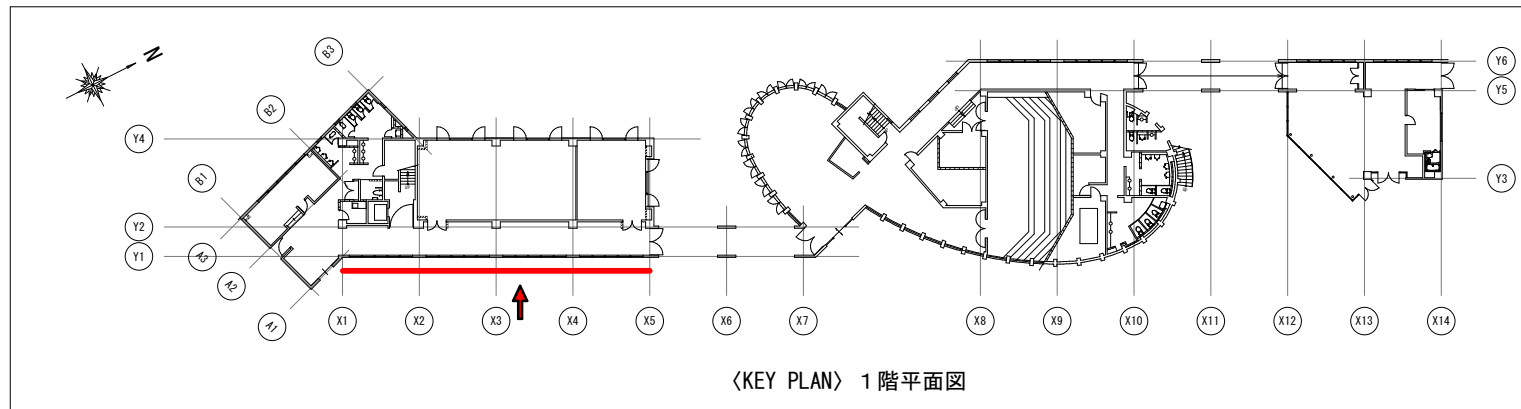 N
B3
B2
Y4
B1
Y2
Y1
A3
A2
A1
X1
X2
X3
X4
X5
X6
X7
X8
X9
X10
X11
X12
X13
X14
Y6
Y5
Y3
〈KEY PLAN〉 1階平面図